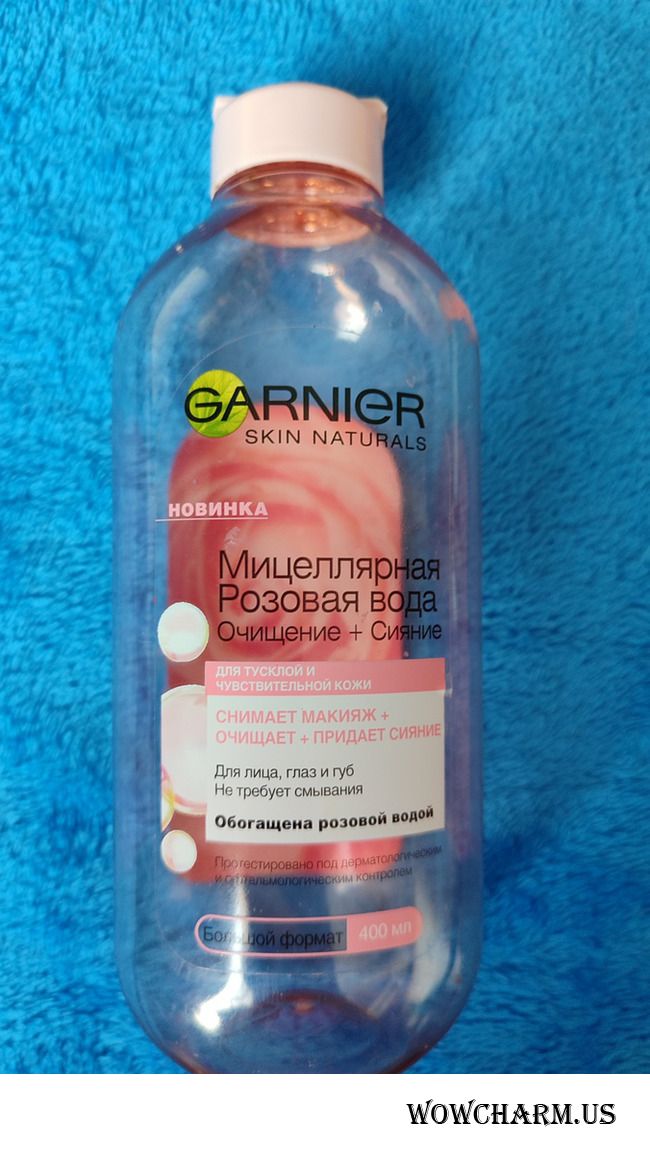 GARNIER
SKIN NATURALS
НОВИНКА
Мицеллярная
Розовая вода
Очищение + Сияние
ДЛЯ ТУСКЛОЙ И
ЧУВСТВИТЕЛЬНОЙ КОЖИ
СНИМАЕТ МАКИЯЖ +
ОЧИЩАЕТ + ПРИДАЕТ СИЯНИЕ
Для лица, глаз и губ
Не требует смывания
Обогащена розовой водой
Протестировано под дерматологическим
и офтальмологическим контролем
Большой формат 400 мл
WOWCHARM.US